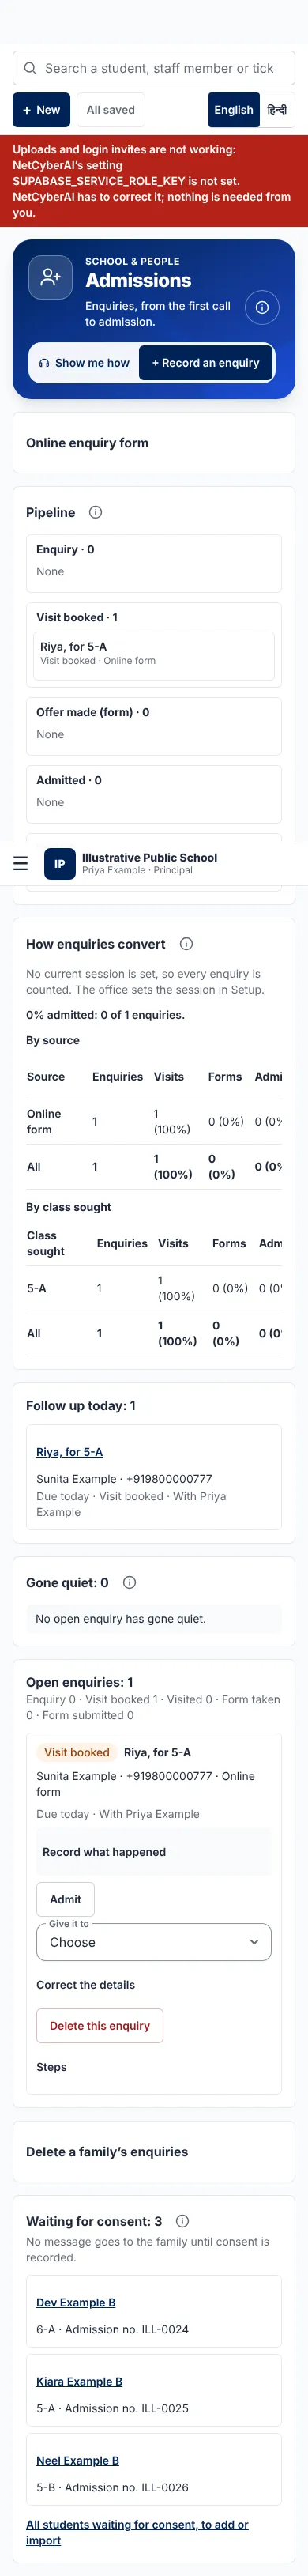 Search a student, staff member or tick
+ New
All saved
English
हिन्दी
Uploads and login invites are not working:
NetCyberAI’s setting
SUPABASE_SERVICE_ROLE_KEY is not set.
NetCyberAI has to correct it; nothing is needed from
you.
SCHOOL & PEOPLE
Admissions
Enquiries, from the first call
to admission.
Show me how
+ Record an enquiry
Online enquiry form
Pipeline
Enquiry · 0
None
Visit booked · 1
Riya, for 5-A
Visit booked · Online form
Offer made (form) · 0
None
Admitted · 0
None
IP
Illustrative Public School
Priya Example · Principal
How enquiries convert
No current session is set, so every enquiry is
counted. The office sets the session in Setup.
0% admitted: 0 of 1 enquiries.
By source
Source Enquiries Visits Forms Admi
Online
form
1
1
(100%)
0 (0%) 0 (0%
All
1
1
(100%)
0
(0%)
0 (0%
By class sought
Class
sought
Enquiries Visits Forms Adm
5-A
1
1
(100%)
0 (0%) 0 (0
All
1
1
(100%)
0
(0%)
0 (0
Follow up today: 1
Riya, for 5-A
Sunita Example · +919800000777
Due today · Visit booked · With Priya
Example
Gone quiet: 0
No open enquiry has gone quiet.
Open enquiries: 1
Enquiry 0 · Visit booked 1 · Visited 0 · Form taken
0 · Form submitted 0
Visit booked Riya, for 5-A
Sunita Example · +919800000777 · Online
form
Due today · With Priya Example
Record what happened
Admit
Give it to
Choose
Correct the details
Delete this enquiry
Steps
Delete a family’s enquiries
Waiting for consent: 3
No message goes to the family until consent is
recorded.
Dev Example B
6-A · Admission no. ILL-0024
Kiara Example B
5-A · Admission no. ILL-0025
Neel Example B
5-B · Admission no. ILL-0026
All students waiting for consent, to add or
import